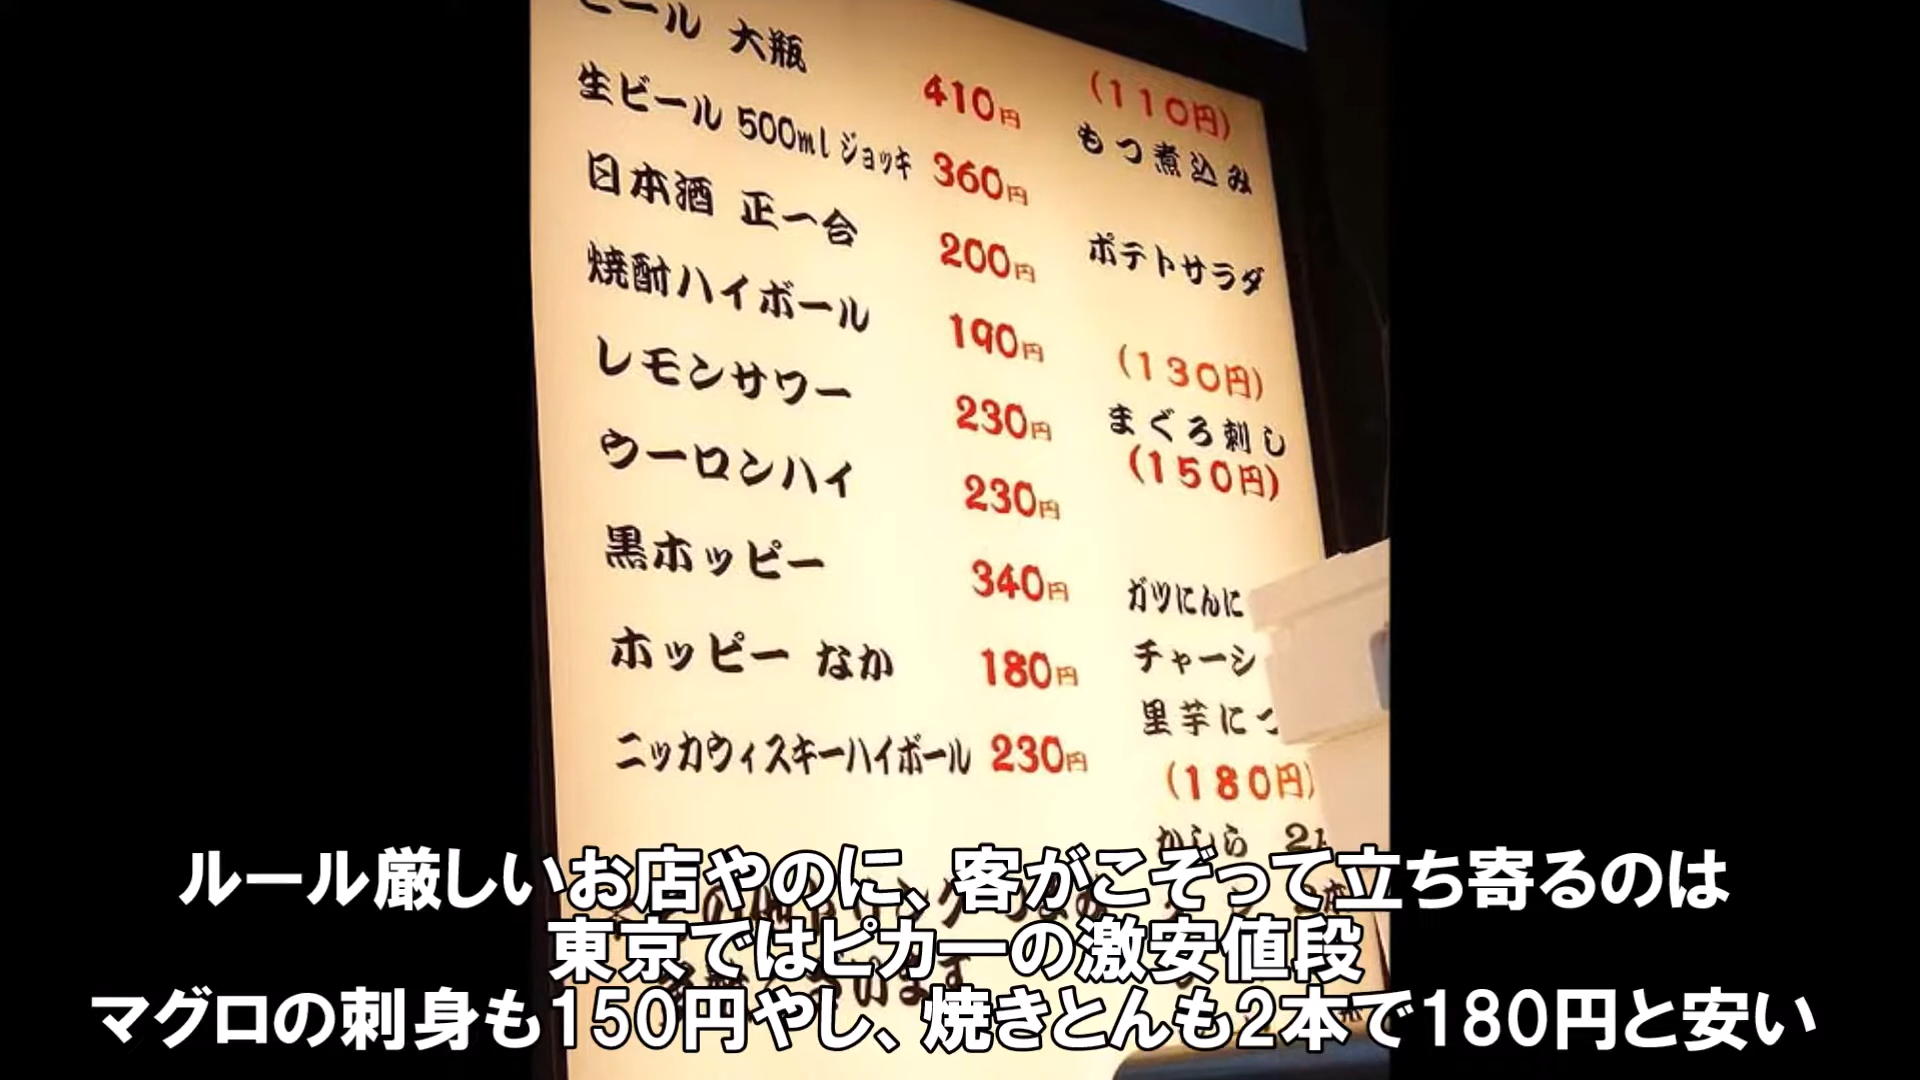 ビール 大瓶 410円
生ビール 500mlジョッキ 360円
日本酒 正一合 200円
焼酎ハイボール 190円
レモンサワー 230円
ウーロンハイ 230円
黒ホッピー 340円
ホッピー なか 180円
ニッカウィスキーハイボール 230円
(110円)
もつ煮込み
ポテトサラダ
(130円)
まぐろ刺し
(150円)
ガツにんに
チャーシ
里芋につ
(180円)
かしら
ルール厳しいお店やのに、客がこぞって立ち寄るのは
東京ではピカ一の激安値段
マグロの刺身も150円やし、焼きとんも2本で180円と安い